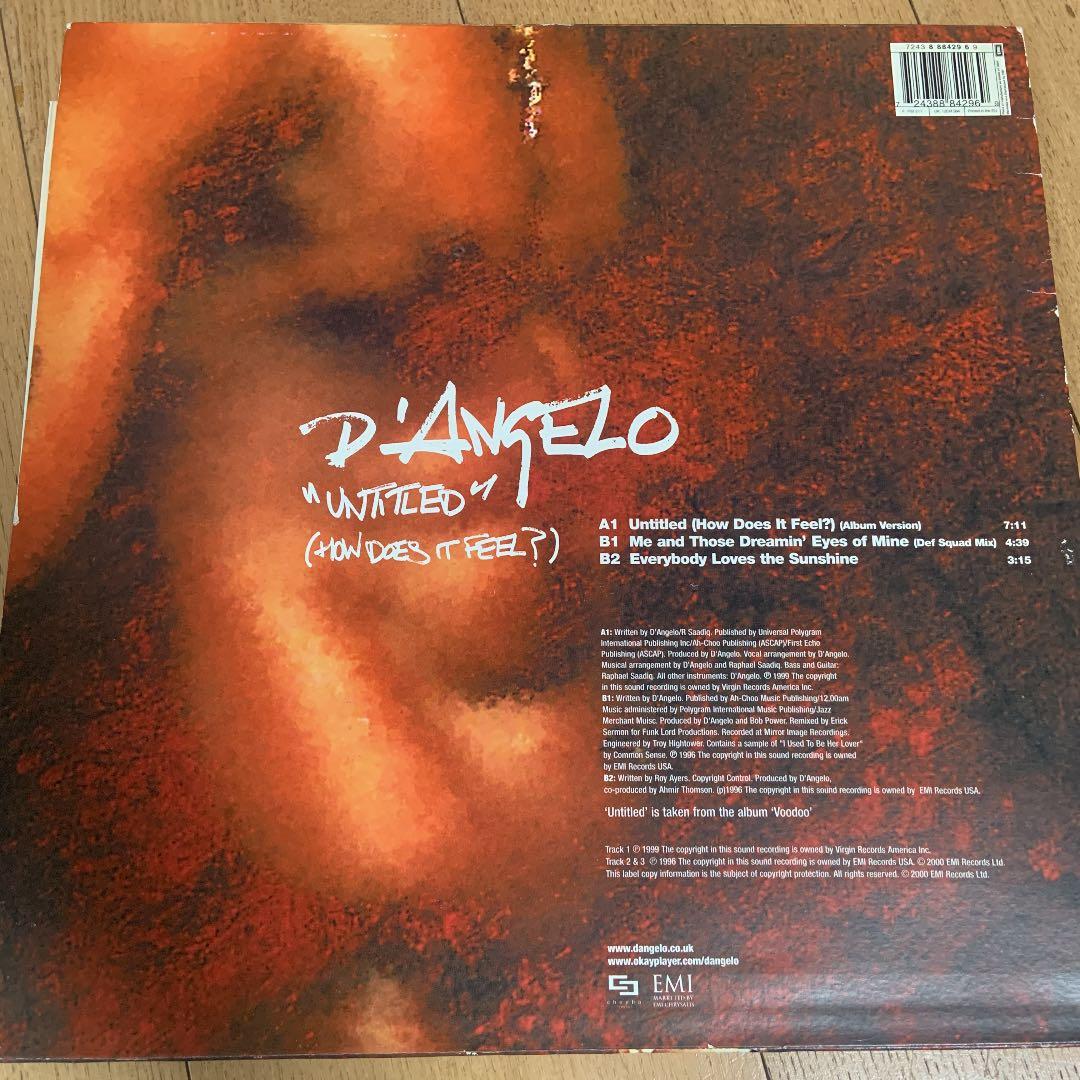 7243 8 88429 6 9
7 24388 84296
D'ANGELO
"UNTITLED"
(HOW DOES IT FEEL?)
A1 Untitled (How Does It Feel?) (Album Version) 7:11
B1 Me and Those Dreamin' Eyes of Mine (Def Squad Mix) 4:39
B2 Everybody Loves the Sunshine 3:15
A1: Written by D'Angelo/R Saadiq. Published by Universal Polygram
International Publishing Inc/Ah-Choo Publishing (ASCAP)/First Echo
Publishing (ASCAP). Produced by D'Angelo. Vocal arrangement by D'Angelo.
Musical arrangement by D'Angelo and Raphael Saadiq. Bass and Guitar:
Raphael Saadiq. All other instruments: D'Angelo. ℗ 1999 The copyright
in this sound recording is owned by Virgin Records America Inc.
B1: Written by D'Angelo. Published by Ah-Choo Music Publishing/12.00am
Music administered by Polygram International Music Publishing/Jazz
Merchant Muisc. Produced by D'Angelo and Bob Power. Remixed by Erick
Sermon for Funk Lord Productions. Recorded at Mirror Image Recordings.
Engineered by Troy Hightower. Contains a sample of "I Used To Be Her Lover"
by Common Sense. ℗ 1996 The copyright in this sound recording is owned
by EMI Records USA.
B2: Written by Roy Ayers. Copyright Control. Produced by D'Angelo,
co-produced by Ahmir Thomson. (p)1996 The copyright in this sound recording is owned by EMI Records USA.
'Untitled' is taken from the album 'Voodoo'
Track 1 ℗ 1999 The copyright in this sound recording is owned by Virgin Records America Inc.
Track 2 & 3 ℗ 1996 The copyright in this sound recording is owned by EMI Records USA. © 2000 EMI Records Ltd.
This label copy information is the subject of copyright protection. All rights reserved. © 2000 EMI Records Ltd.
www.dangelo.co.uk
www.okayplayer.com/dangelo
cheeba
EMI
MARKETED BY
EMI:CHRYSALIS